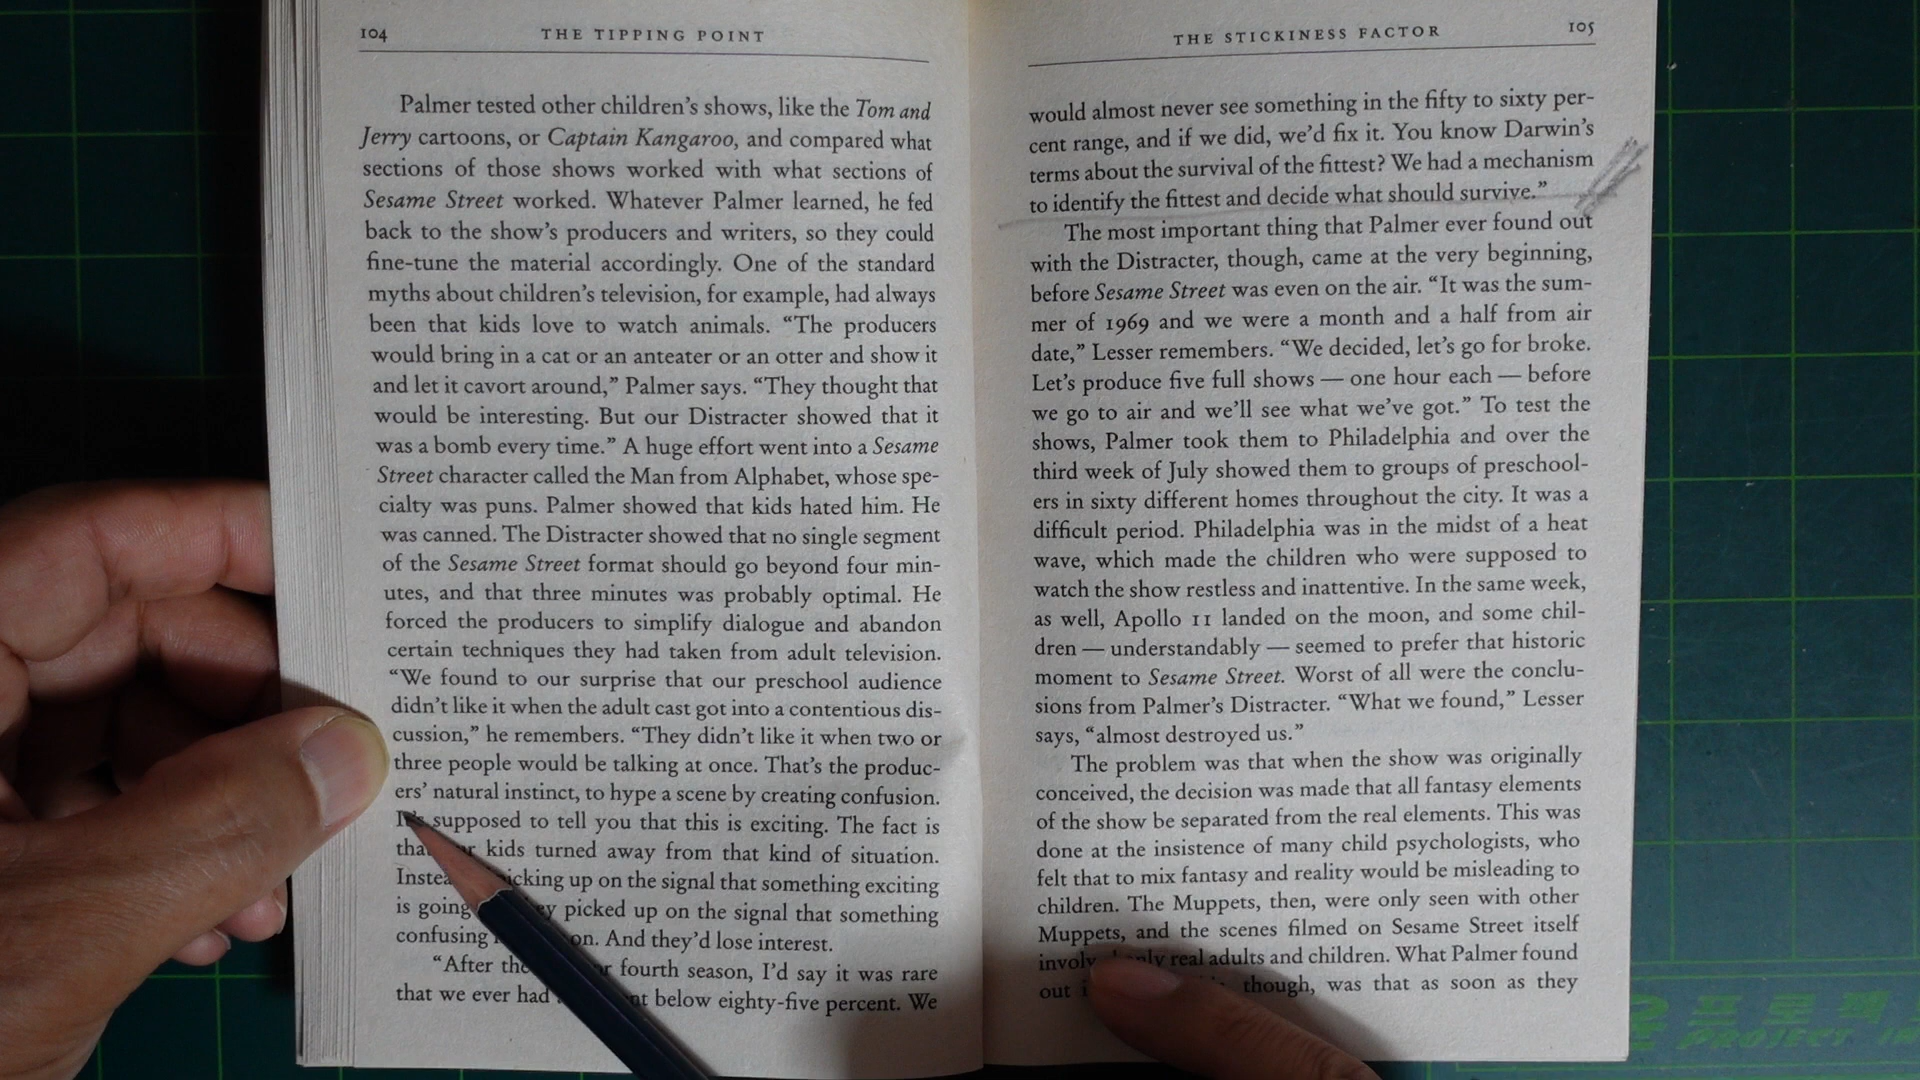 104
THE TIPPING POINT
Palmer tested other children's shows, like the Tom and
Jerry cartoons, or Captain Kangaroo, and compared what
sections of those shows worked with what sections of
Sesame Street worked. Whatever Palmer learned, he fed
back to the show's producers and writers, so they could
fine-tune the material accordingly. One of the standard
myths about children's television, for example, had always
been that kids love to watch animals. “The producers
would bring in a cat or an anteater or an otter and show it
and let it cavort around,” Palmer says. “They thought that
would be interesting. But our Distracter showed that it
was a bomb every time.” A huge effort went into a Sesame
Street character called the Man from Alphabet, whose spe-
cialty was puns. Palmer showed that kids hated him. He
was canned. The Distracter showed that no single segment
of the Sesame Street format should go beyond four min-
utes, and that three minutes was probably optimal. He
forced the producers to simplify dialogue and abandon
certain techniques they had taken from adult television.
“We found to our surprise that our preschool audience
didn't like it when the adult cast got into a contentious dis-
cussion,” he remembers. “They didn't like it when two or
three people would be talking at once. That's the produc-
ers' natural instinct, to hype a scene by creating confusion.
It's supposed to tell you that this is exciting. The fact is
kids turned away from that kind of situation.
picking up on the signal that something exciting
is going picked up on the signal that something
confusing And they'd lose interest.
“After fourth season, I'd say it was rare
that we ever had below eighty-five percent. We
THE STICKINESS FACTOR
105
would almost never see something in the fifty to sixty per-
cent range, and if we did, we'd fix it. You know Darwin's
terms about the survival of the fittest? We had a mechanism
to identify the fittest and decide what should survive.”
The most important thing that Palmer ever found out
with the Distracter, though, came at the very beginning,
before Sesame Street was even on the air. “It was the sum-
mer of 1969 and we were a month and a half from air
date,” Lesser remembers. “We decided, let's go for broke.
Let's produce five full shows — one hour each — before
we go to air and we'll see what we've got.” To test the
shows, Palmer took them to Philadelphia and over the
third week of July showed them to groups of preschool-
ers in sixty different homes throughout the city. It was a
difficult period. Philadelphia was in the midst of a heat
wave, which made the children who were supposed to
watch the show restless and inattentive. In the same week,
as well, Apollo 11 landed on the moon, and some chil-
dren — understandably — seemed to prefer that historic
moment to Sesame Street. Worst of all were the conclu-
sions from Palmer's Distracter. “What we found,” Lesser
says, “almost destroyed us.”
The problem was that when the show was originally
conceived, the decision was made that all fantasy elements
of the show be separated from the real elements. This was
done at the insistence of many child psychologists, who
felt that to mix fantasy and reality would be misleading to
children. The Muppets, then, were only seen with other
Muppets, and the scenes filmed on Sesame Street itself
only real adults and children. What Palmer found
out though, was that as soon as they
프로젝
PROJECT